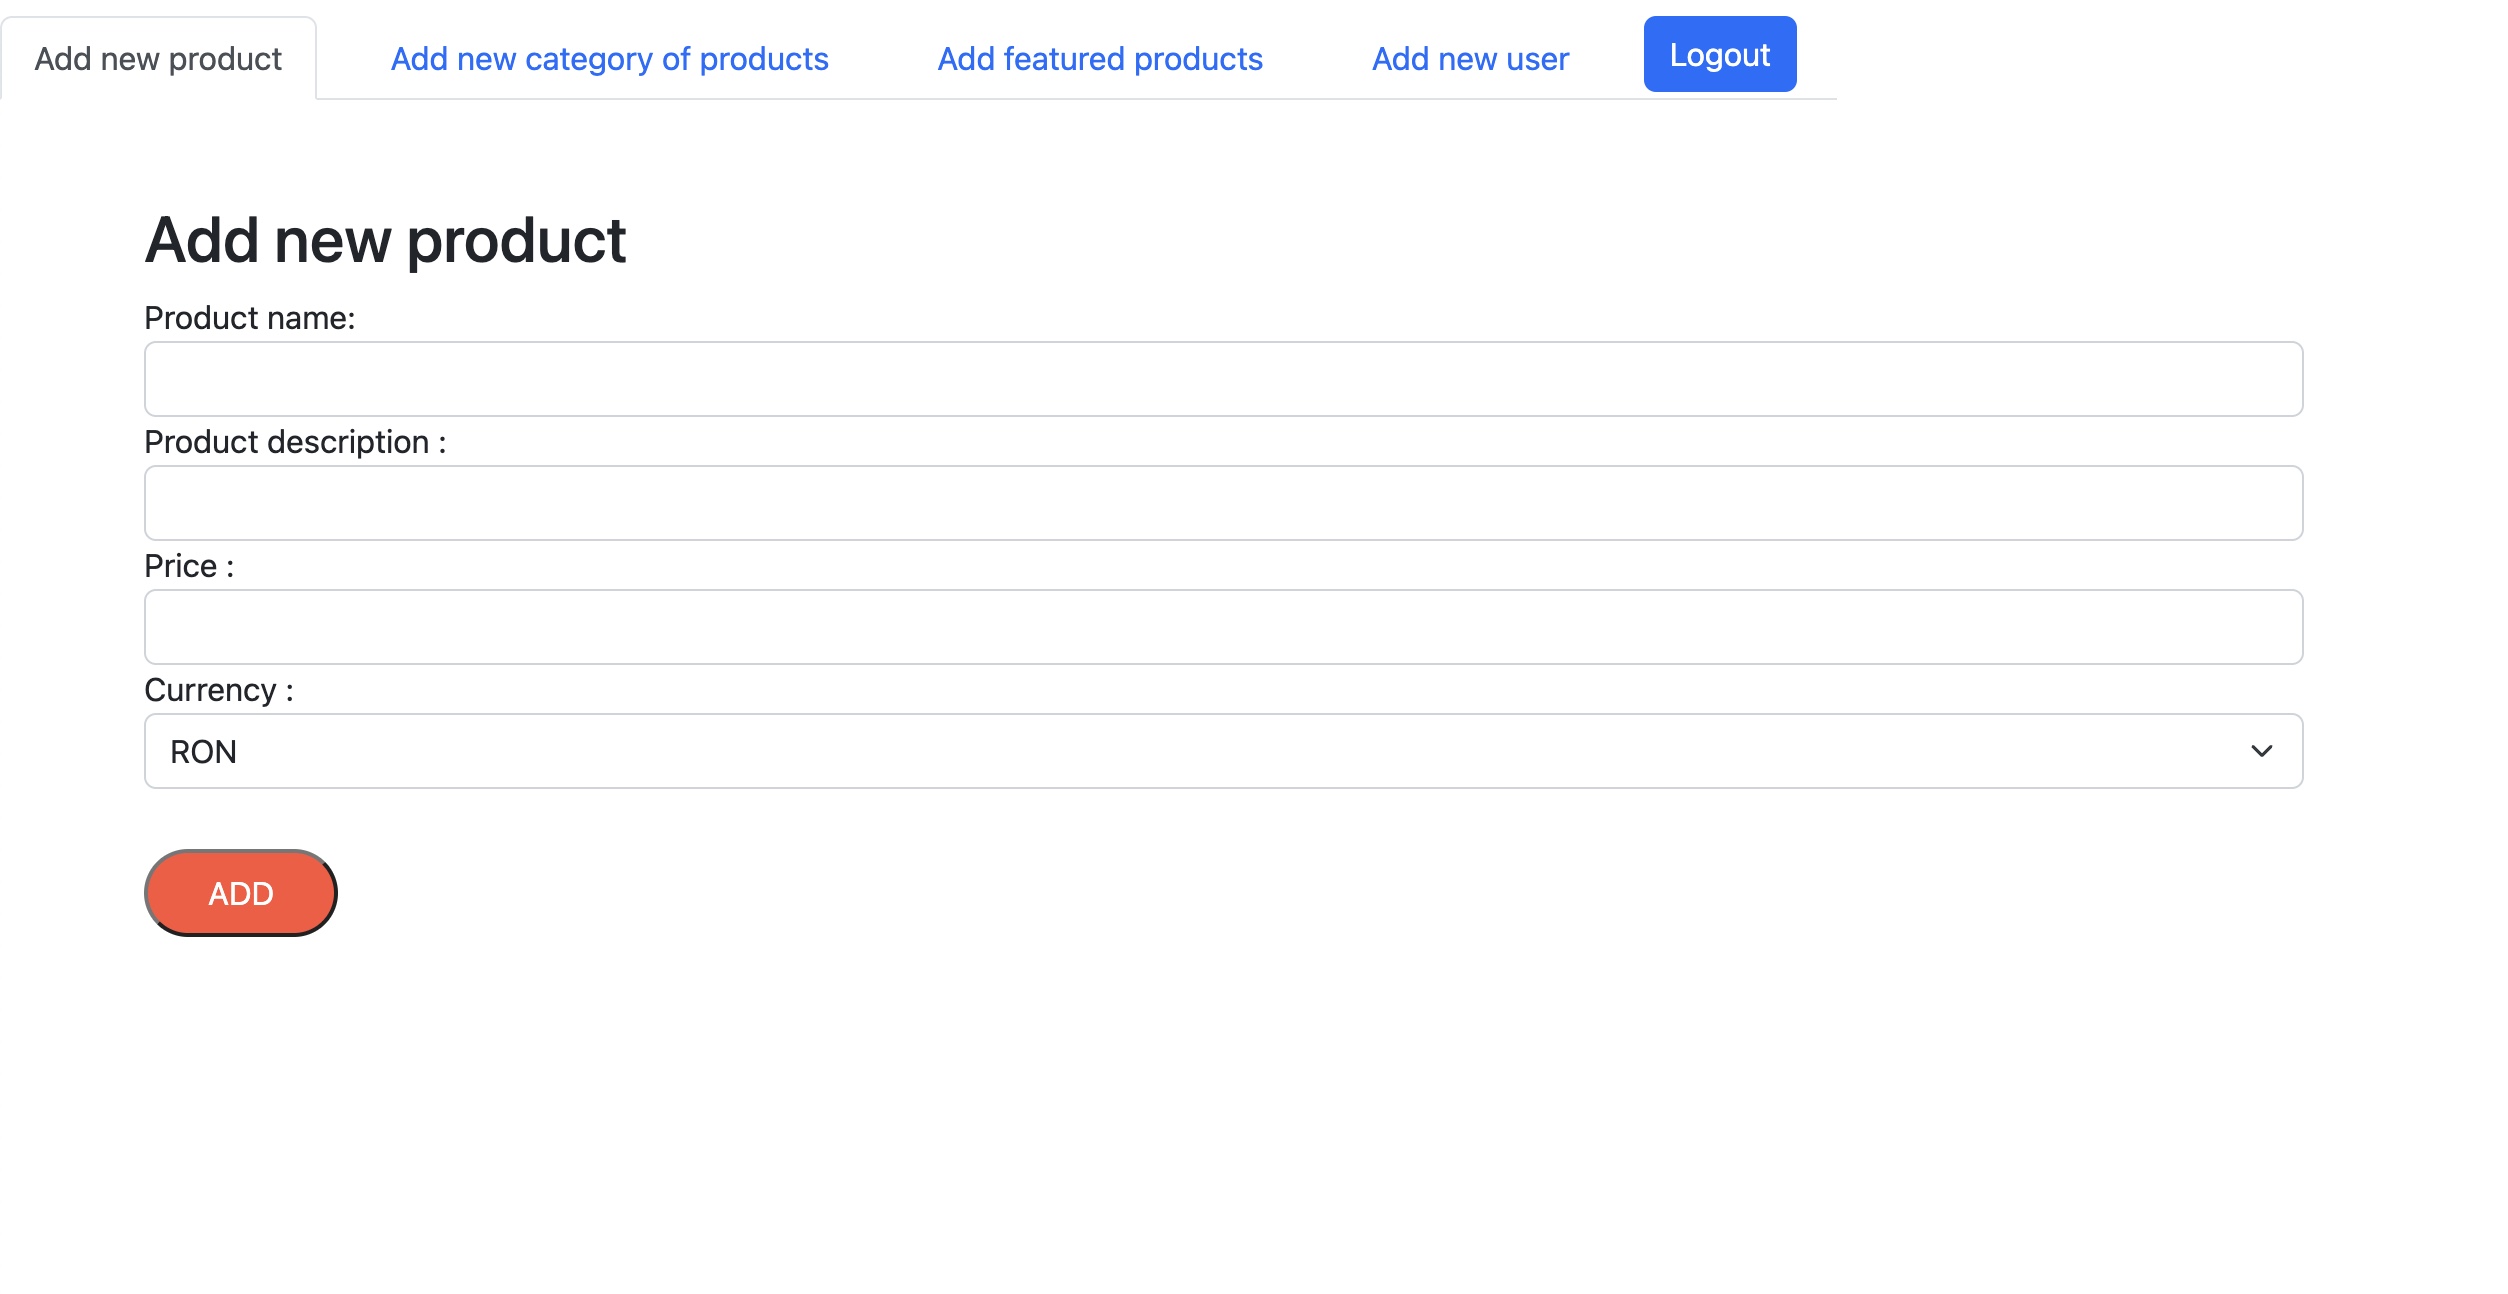 Add new product Add new category of products Add featured products Add new user Logout
Add new product
Product name:
Product description :
Price :
Currency :
RON
ADD